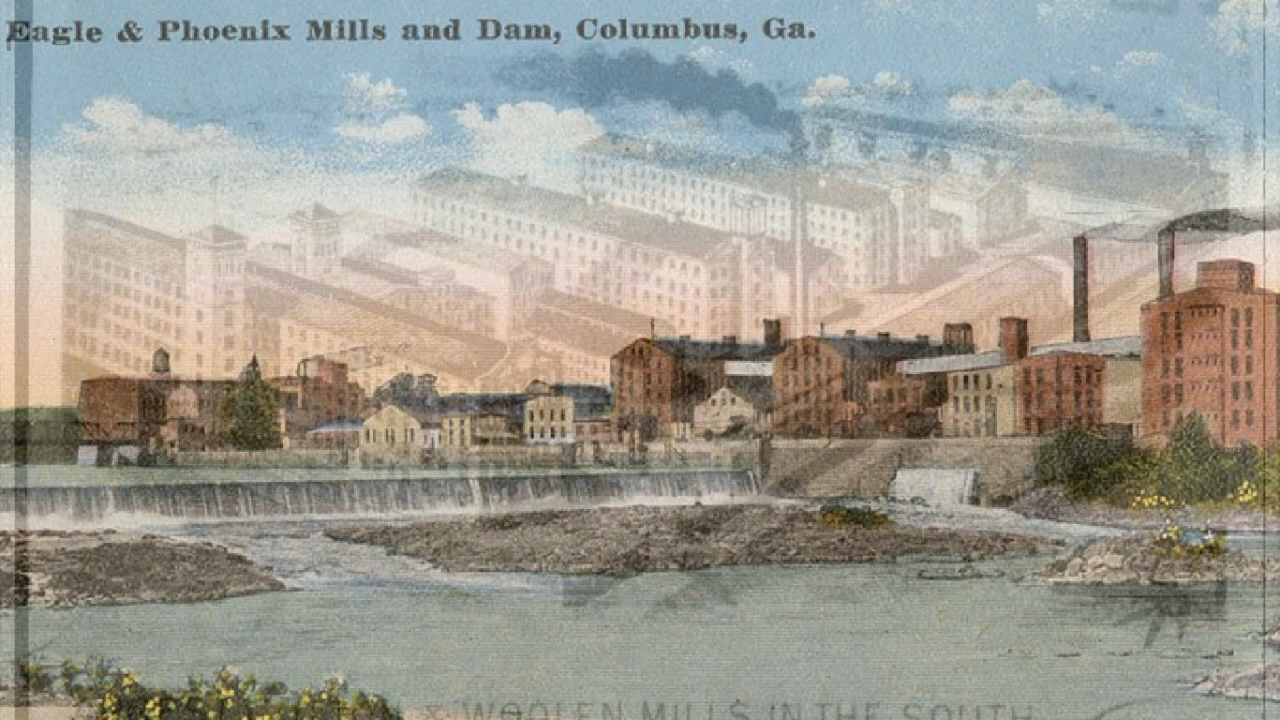 Eagle & Phoenix Mills and Dam, Columbus, Ga.
& WOOLEN MILLS IN THE SOUTH